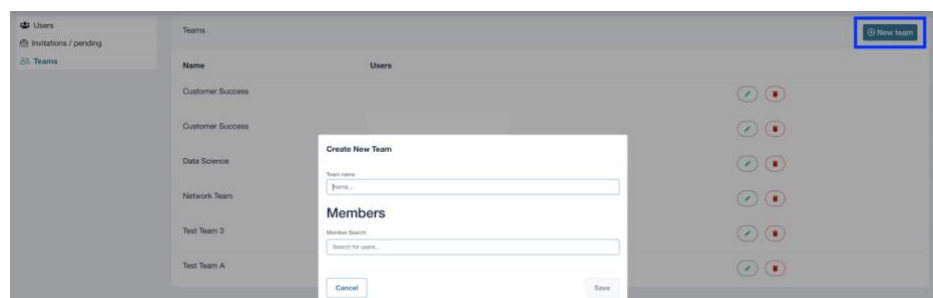 Users
Invitations / pending
Teams
Teams
New team
Name Users
Customer Success
Customer Success
Data Science
Network Team
Test Team 3
Test Team A
Create New Team
Team name
Name...
Members
Member Search
Search for users...
Cancel Save